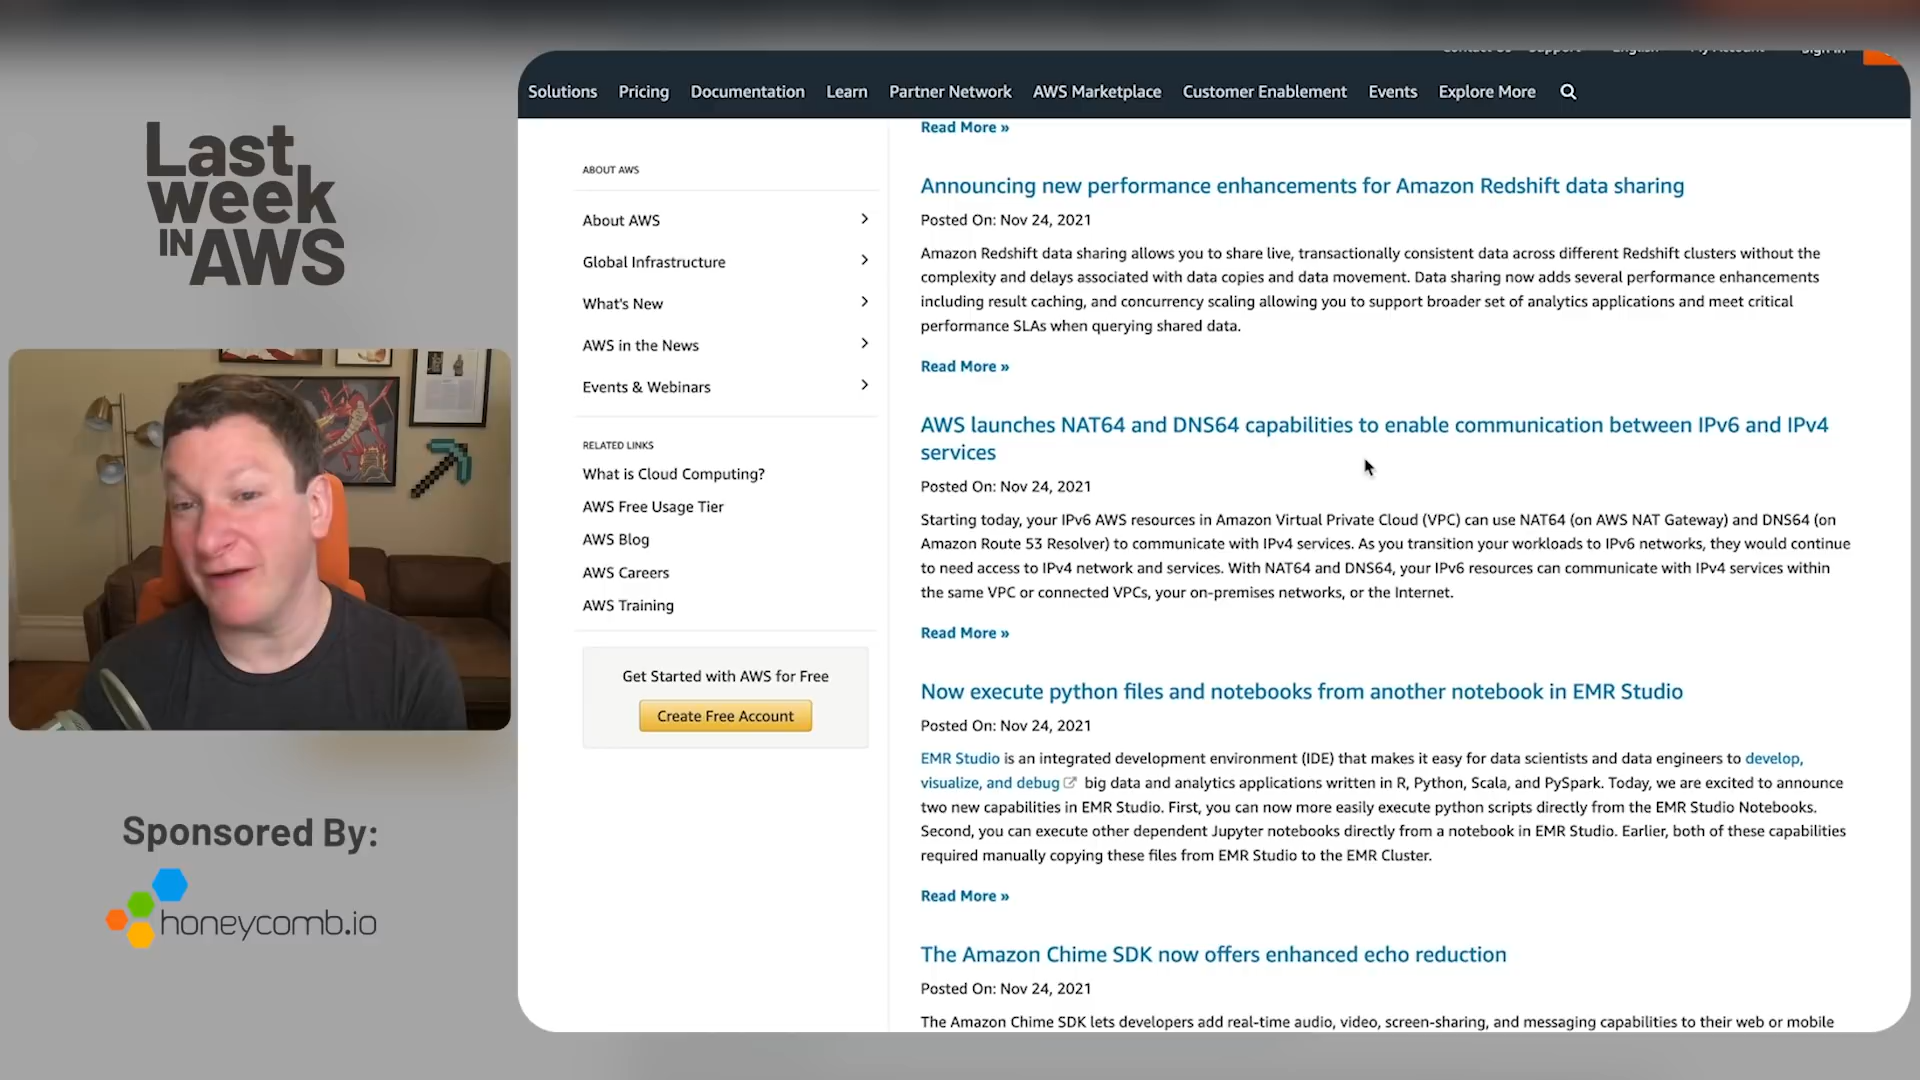 Contact Us Support English My Account Sign In
Solutions Pricing Documentation Learn Partner Network AWS Marketplace Customer Enablement Events Explore More
Last
week
IN AWS
Sponsored By:
honeycomb.io
ABOUT AWS
About AWS
Global Infrastructure
What's New
AWS in the News
Events & Webinars
RELATED LINKS
What is Cloud Computing?
AWS Free Usage Tier
AWS Blog
AWS Careers
AWS Training
Get Started with AWS for Free
Create Free Account
Read More »
Announcing new performance enhancements for Amazon Redshift data sharing
Posted On: Nov 24, 2021
Amazon Redshift data sharing allows you to share live, transactionally consistent data across different Redshift clusters without the
complexity and delays associated with data copies and data movement. Data sharing now adds several performance enhancements
including result caching, and concurrency scaling allowing you to support broader set of analytics applications and meet critical
performance SLAs when querying shared data.
Read More »
AWS launches NAT64 and DNS64 capabilities to enable communication between IPv6 and IPv4
services
Posted On: Nov 24, 2021
Starting today, your IPv6 AWS resources in Amazon Virtual Private Cloud (VPC) can use NAT64 (on AWS NAT Gateway) and DNS64 (on
Amazon Route 53 Resolver) to communicate with IPv4 services. As you transition your workloads to IPv6 networks, they would continue
to need access to IPv4 network and services. With NAT64 and DNS64, your IPv6 resources can communicate with IPv4 services within
the same VPC or connected VPCs, your on-premises networks, or the Internet.
Read More »
Now execute python files and notebooks from another notebook in EMR Studio
Posted On: Nov 24, 2021
EMR Studio is an integrated development environment (IDE) that makes it easy for data scientists and data engineers to develop,
visualize, and debug big data and analytics applications written in R, Python, Scala, and PySpark. Today, we are excited to announce
two new capabilities in EMR Studio. First, you can now more easily execute python scripts directly from the EMR Studio Notebooks.
Second, you can execute other dependent Jupyter notebooks directly from a notebook in EMR Studio. Earlier, both of these capabilities
required manually copying these files from EMR Studio to the EMR Cluster.
Read More »
The Amazon Chime SDK now offers enhanced echo reduction
Posted On: Nov 24, 2021
The Amazon Chime SDK lets developers add real-time audio, video, screen-sharing, and messaging capabilities to their web or mobile